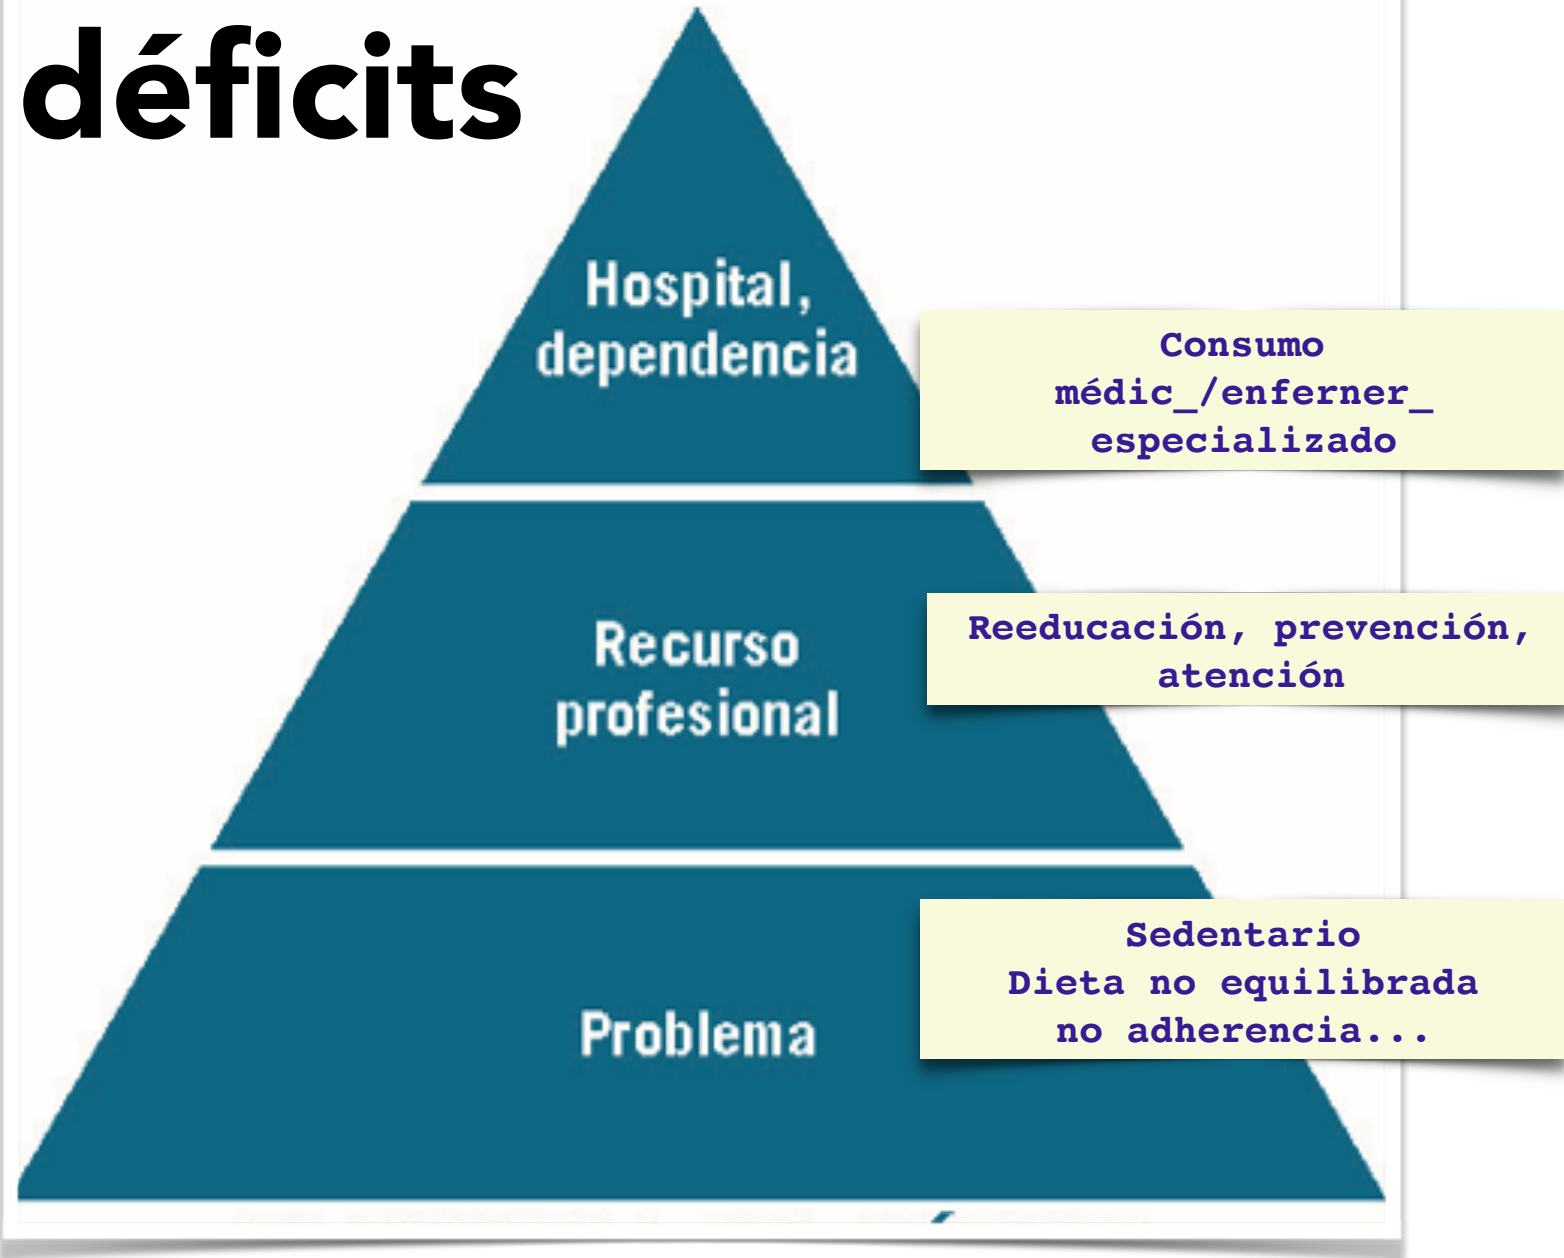 déficits
Hospital,
dependencia
Consumo
médic_/enferner_
especializado
Recurso
profesional
Reeducación, prevención,
atención
Problema
Sedentario
Dieta no equilibrada
no adherencia...